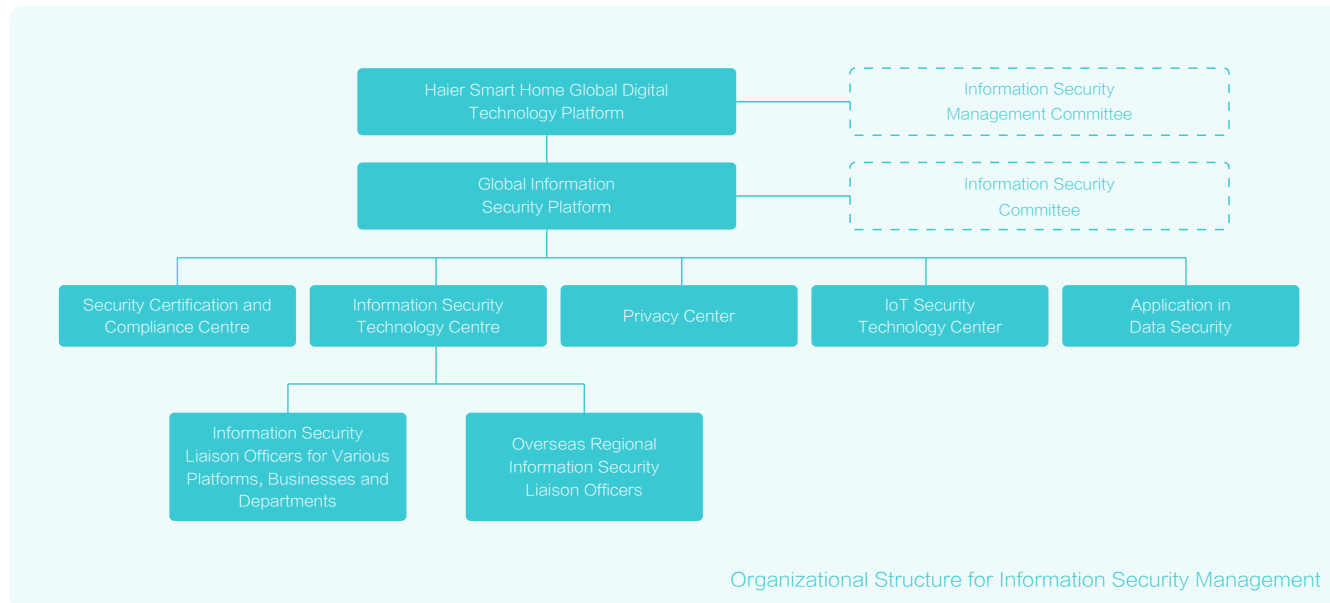 Haier Smart Home Global Digital
Technology Platform
Information Security
Management Committee
Global Information
Security Platform
Information Security
Committee
Security Certification and
Compliance Centre
Information Security
Technology Centre
Privacy Center
IoT Security
Technology Center
Application in
Data Security
Information Security
Liaison Officers for Various
Platforms, Businesses and
Departments
Overseas Regional
Information Security
Liaison Officers
Organizational Structure for Information Security Management